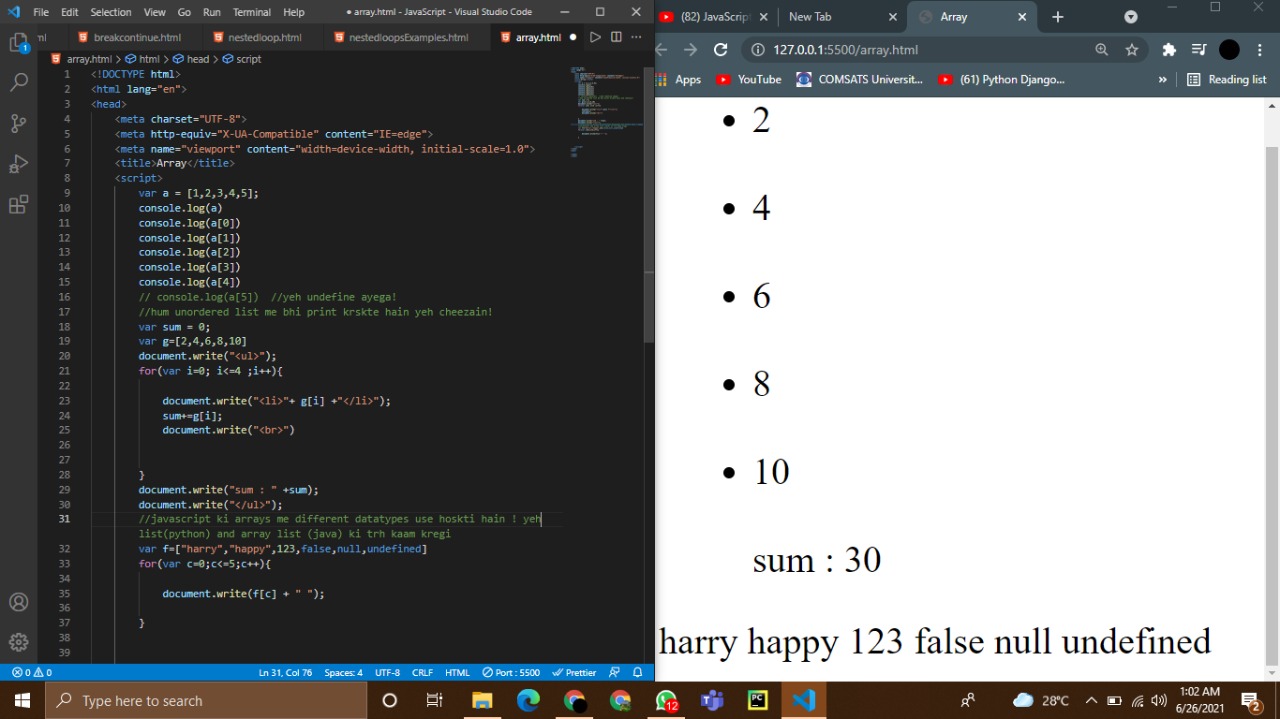 File Edit Selection View Go Run Terminal Help ● array.html - JavaScript - Visual Studio Code
breakcontinue.html nestedloop.html nestedloopsExamples.html array.html
array.html > html > head > script
1 <!DOCTYPE html>
2 <html lang="en">
3 <head>
4 <meta charset="UTF-8">
5 <meta http-equiv="X-UA-Compatible" content="IE=edge">
6 <meta name="viewport" content="width=device-width, initial-scale=1.0">
7 <title>Array</title>
8 <script>
9 var a = [1,2,3,4,5];
10 console.log(a)
11 console.log(a[0])
12 console.log(a[1])
13 console.log(a[2])
14 console.log(a[3])
15 console.log(a[4])
16 // console.log(a[5])  //yeh undefine ayega!
17 //hum unordered list me bhi print krskte hain yeh cheezain!
18 var sum = 0;
19 var g=[2,4,6,8,10]
20 document.write("<ul>");
21 for(var i=0; i<=4 ;i++){
22
23 document.write("<li>"+ g[i] +"</li>");
24 sum+=g[i];
25 document.write("<br>")
26
27
28 }
29 document.write("sum : " +sum);
30 document.write("</ul>");
31 //javascript ki arrays me different datatypes use hoskti hain ! yeh
list(python) and array list (java) ki trh kaam kregi
32 var f=["harry","happy",123,false,null,undefined]
33 for(var c=0;c<=5;c++){
34
35 document.write(f[c] + " ");
36
37 }
38
39
0 0 Ln 31, Col 76 Spaces: 4 UTF-8 CRLF HTML Port : 5500 Prettier
(82) JavaScrip New Tab Array
127.0.0.1:5500/array.html
Apps YouTube COMSATS Universit... (61) Python Django... » Reading list
2
4
6
8
10
sum : 30
harry happy 123 false null undefined
Type here to search
12
28°C
1:02 AM
6/26/2021
2